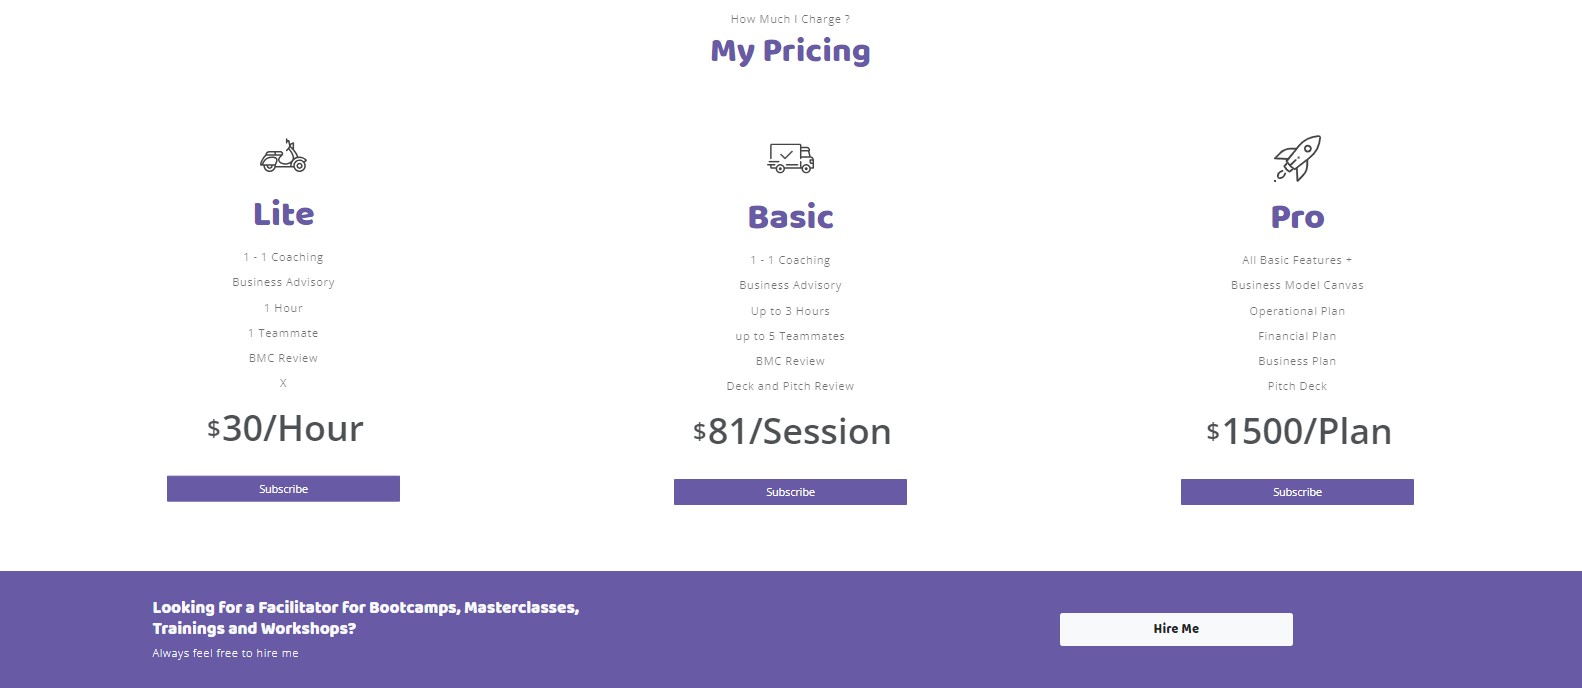 How Much I Charge ?
My Pricing
Lite
1 - 1 Coaching
Business Advisory
1 Hour
1 Teammate
BMC Review
X
$30/Hour
Subscribe
Basic
1 - 1 Coaching
Business Advisory
Up to 3 Hours
up to 5 Teammates
BMC Review
Deck and Pitch Review
$81/Session
Subscribe
Pro
All Basic Features +
Business Model Canvas
Operational Plan
Financial Plan
Business Plan
Pitch Deck
$1500/Plan
Subscribe
Looking for a Facilitator for Bootcamps, Masterclasses,
Trainings and Workshops?
Always feel free to hire me
Hire Me